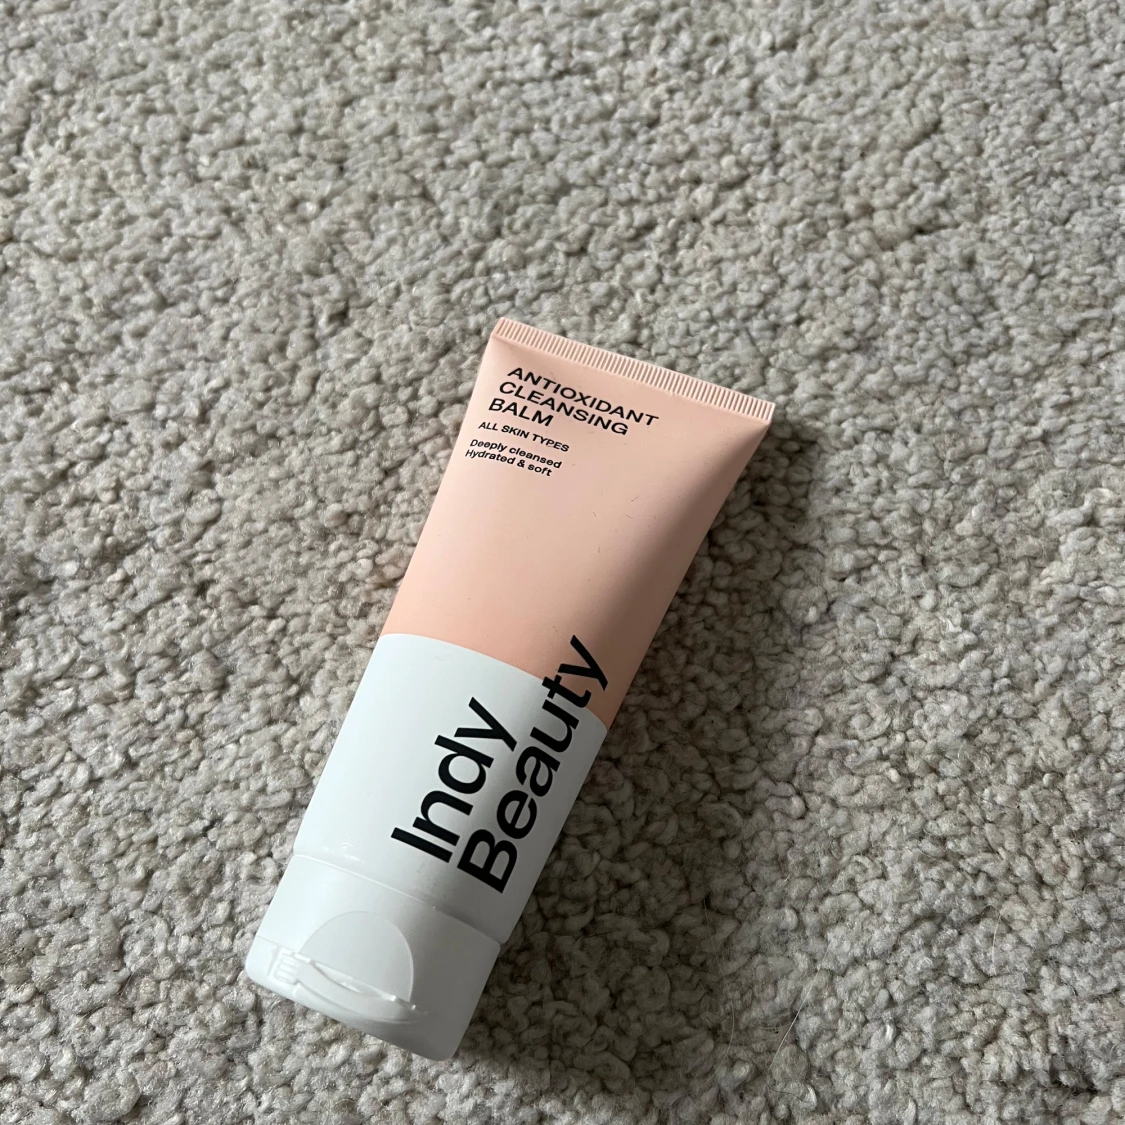 ANTIOXIDANT
CLEANSING
BALM
ALL SKIN TYPES
Deeply cleansed
Hydrated & soft
Indy
Beauty